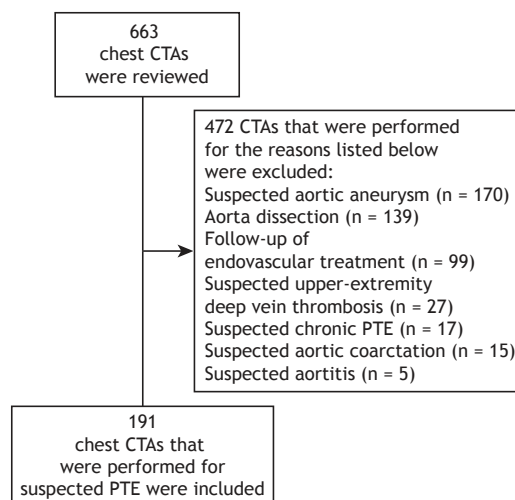 663
chest CTAs
were reviewed
472 CTAs that were performed
for the reasons listed below
were excluded:
Suspected aortic aneurysm (n = 170)
Aorta dissection (n = 139)
Follow-up of
endovascular treatment (n = 99)
Suspected upper-extremity
deep vein thrombosis (n = 27)
Suspected chronic PTE (n = 17)
Suspected aortic coarctation (n = 15)
Suspected aortitis (n = 5)
191
chest CTAs that
were performed for
suspected PTE were included